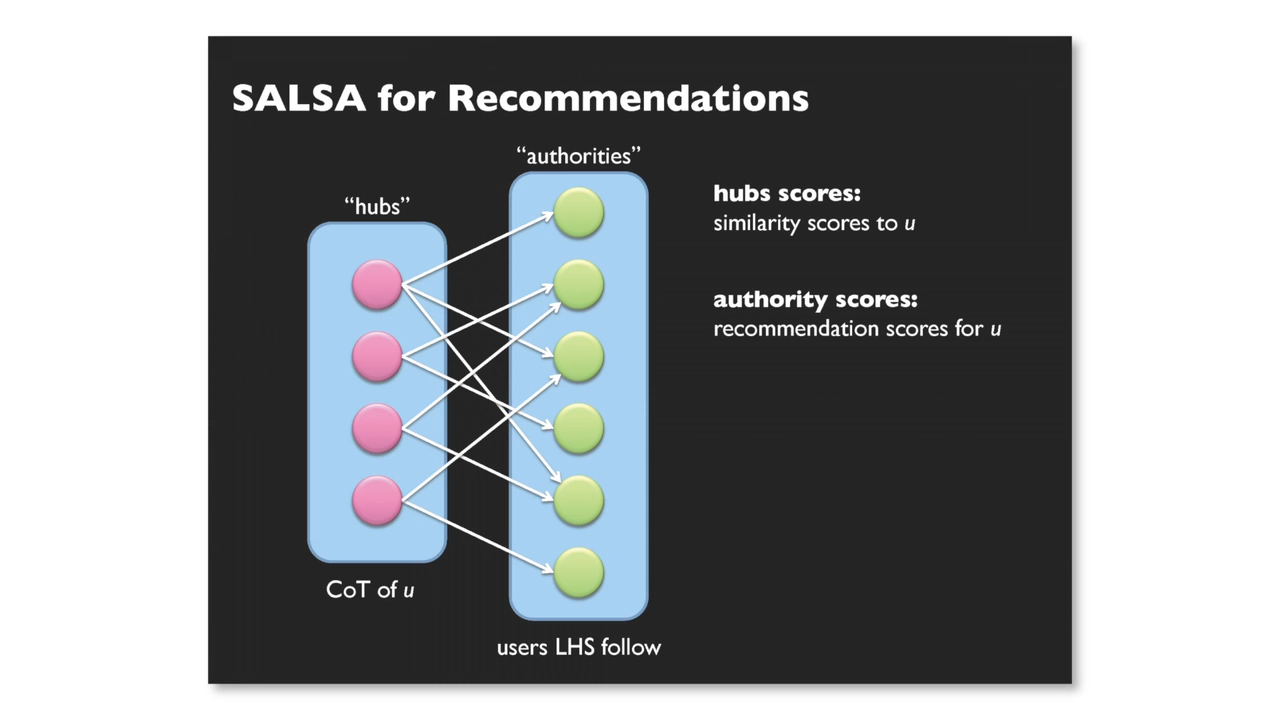 SALSA for Recommendations
“authorities”
“hubs”
hubs scores:
similarity scores to u
authority scores:
recommendation scores for u
CoT of u
users LHS follow